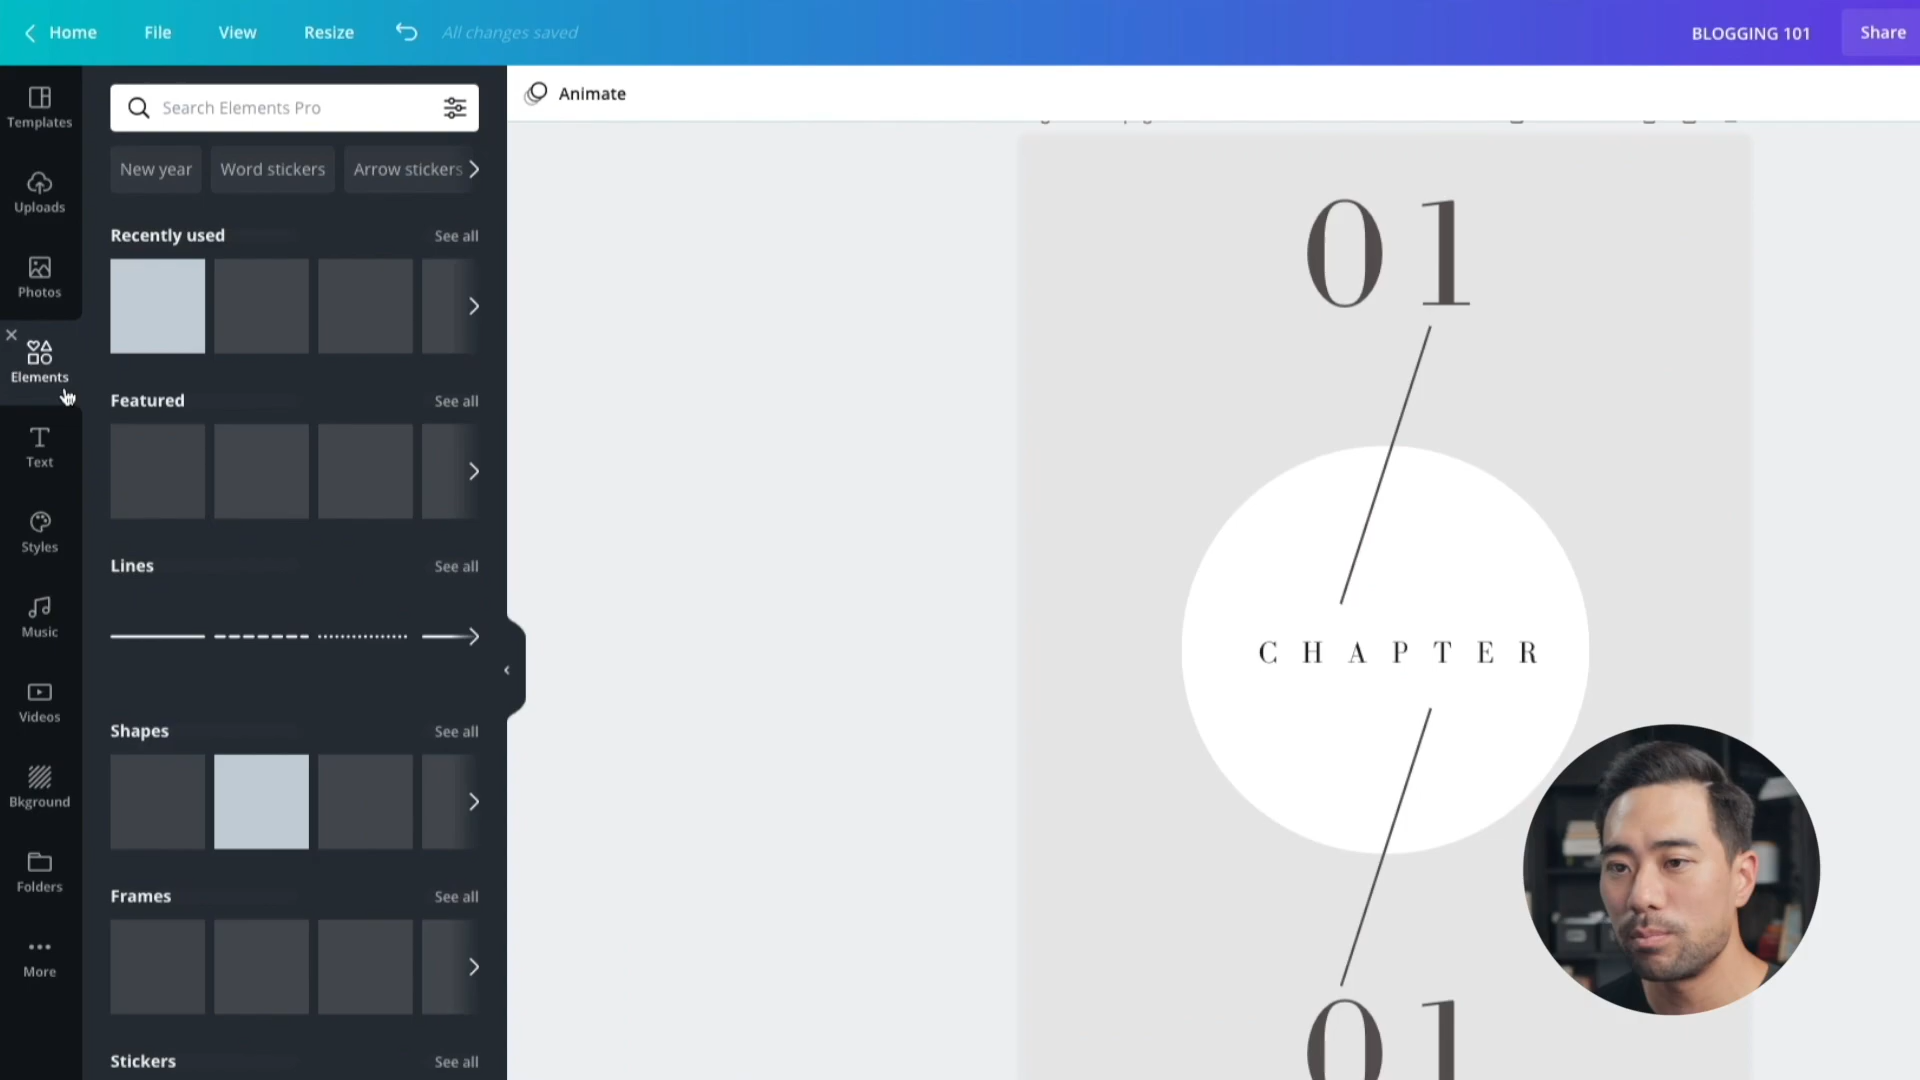 Home File View Resize All changes saved BLOGGING 101 Share
Templates
Uploads
Photos
Elements
Text
Styles
Music
Videos
Bkground
Folders
More
Search Elements Pro
New year Word stickers Arrow stickers
Recently used See all
Featured See all
Lines See all
Shapes See all
Frames See all
Stickers See all
Animate
01
CHAPTER
01